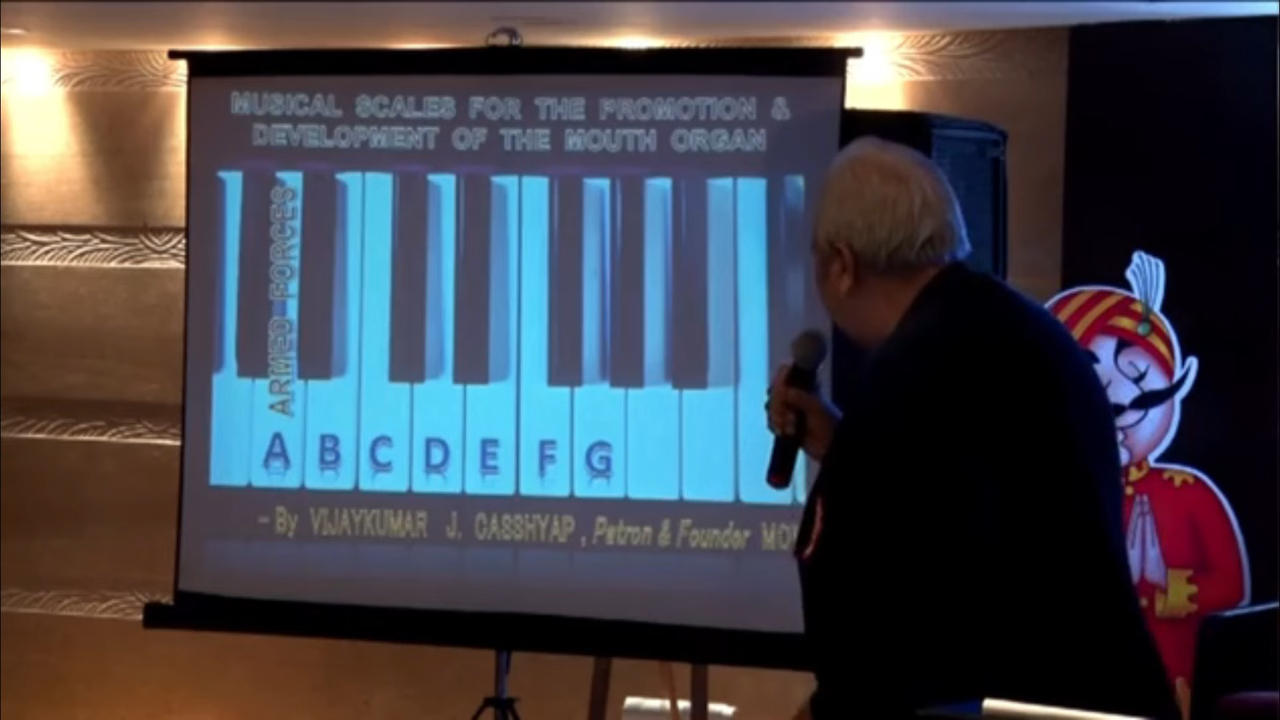 MUSICAL SCALES FOR THE PROMOTION &
DEVELOPMENT OF THE MOUTH ORGAN
ARMED FORCES
A B C D E F G
- By VIJAYKUMAR J. CASSHYAP, Patron & Founder